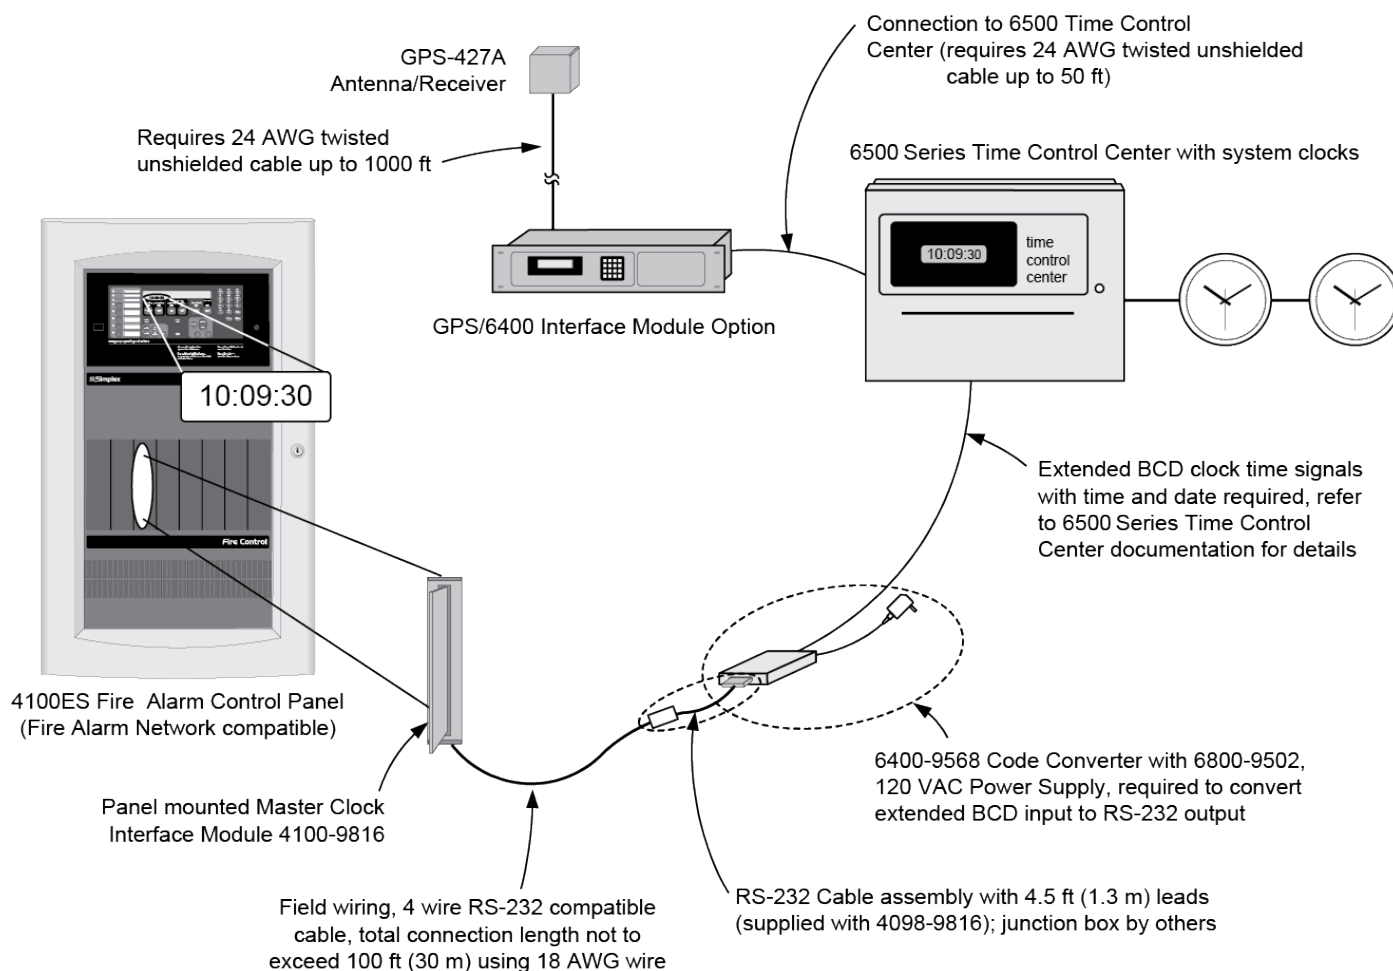 Connection to 6500 Time Control
Center (requires 24 AWG twisted unshielded
cable up to 50 ft)
GPS-427A
Antenna/Receiver
Requires 24 AWG twisted
unshielded cable up to 1000 ft
6500 Series Time Control Center with system clocks
10:09:30
time
control
center
GPS/6400 Interface Module Option
Simplex
10:09:30
Fire Control
Extended BCD clock time signals
with time and date required, refer
to 6500 Series Time Control
Center documentation for details
4100ES Fire Alarm Control Panel
(Fire Alarm Network compatible)
6400-9568 Code Converter with 6800-9502,
120 VAC Power Supply, required to convert
extended BCD input to RS-232 output
Panel mounted Master Clock
Interface Module 4100-9816
RS-232 Cable assembly with 4.5 ft (1.3 m) leads
(supplied with 4098-9816); junction box by others
Field wiring, 4 wire RS-232 compatible
cable, total connection length not to
exceed 100 ft (30 m) using 18 AWG wire